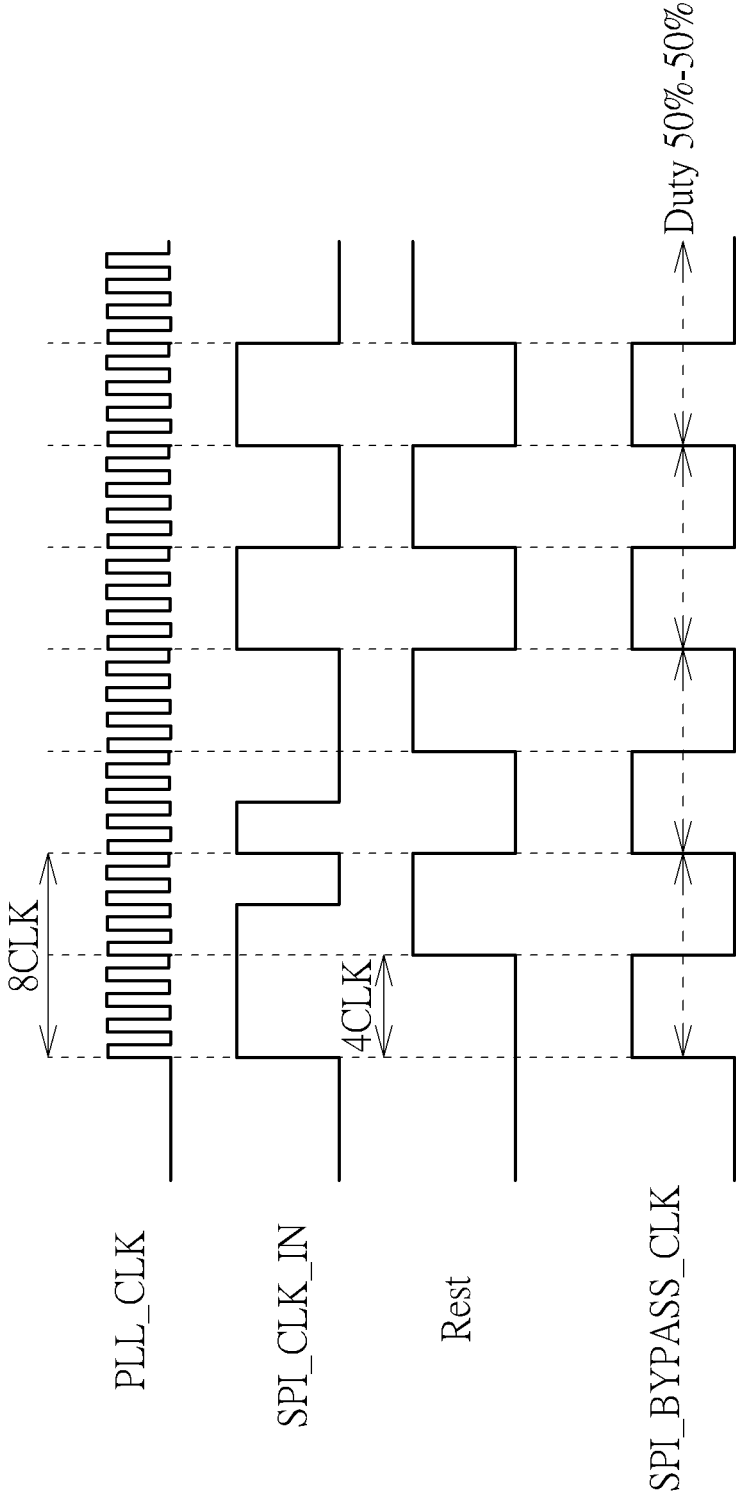 8CLK
PLL_CLK
SPI_CLK_IN
4CLK
Rest
SPI_BYPASS_CLK
Duty 50%-50%